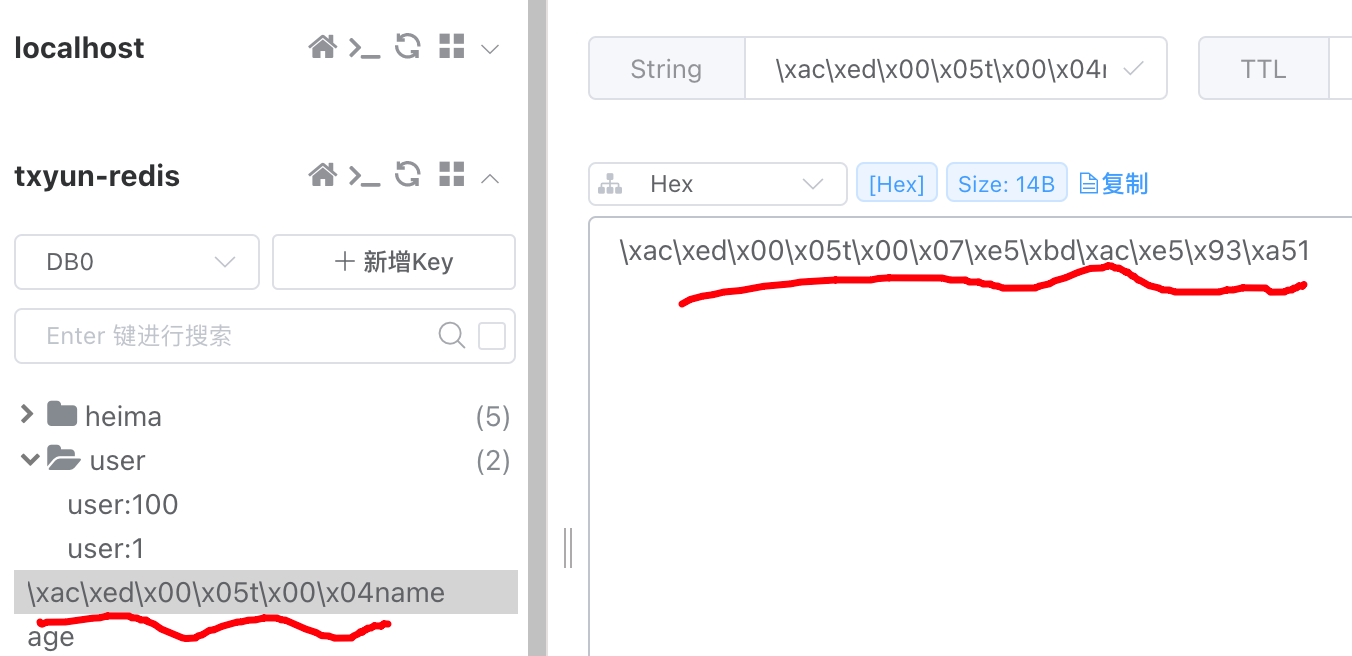 localhost
txyun-redis
DB0
新增Key
Enter 键进行搜索
heima (5)
user (2)
user:100
user:1
\xac\xed\x00\x05t\x00\x04name
age
String
\xac\xed\x00\x05t\x00\x04
TTL
Hex
[Hex]
Size: 14B
复制
\xac\xed\x00\x05t\x00\x07\xe5\xbd\xac\xe5\x93\xa51